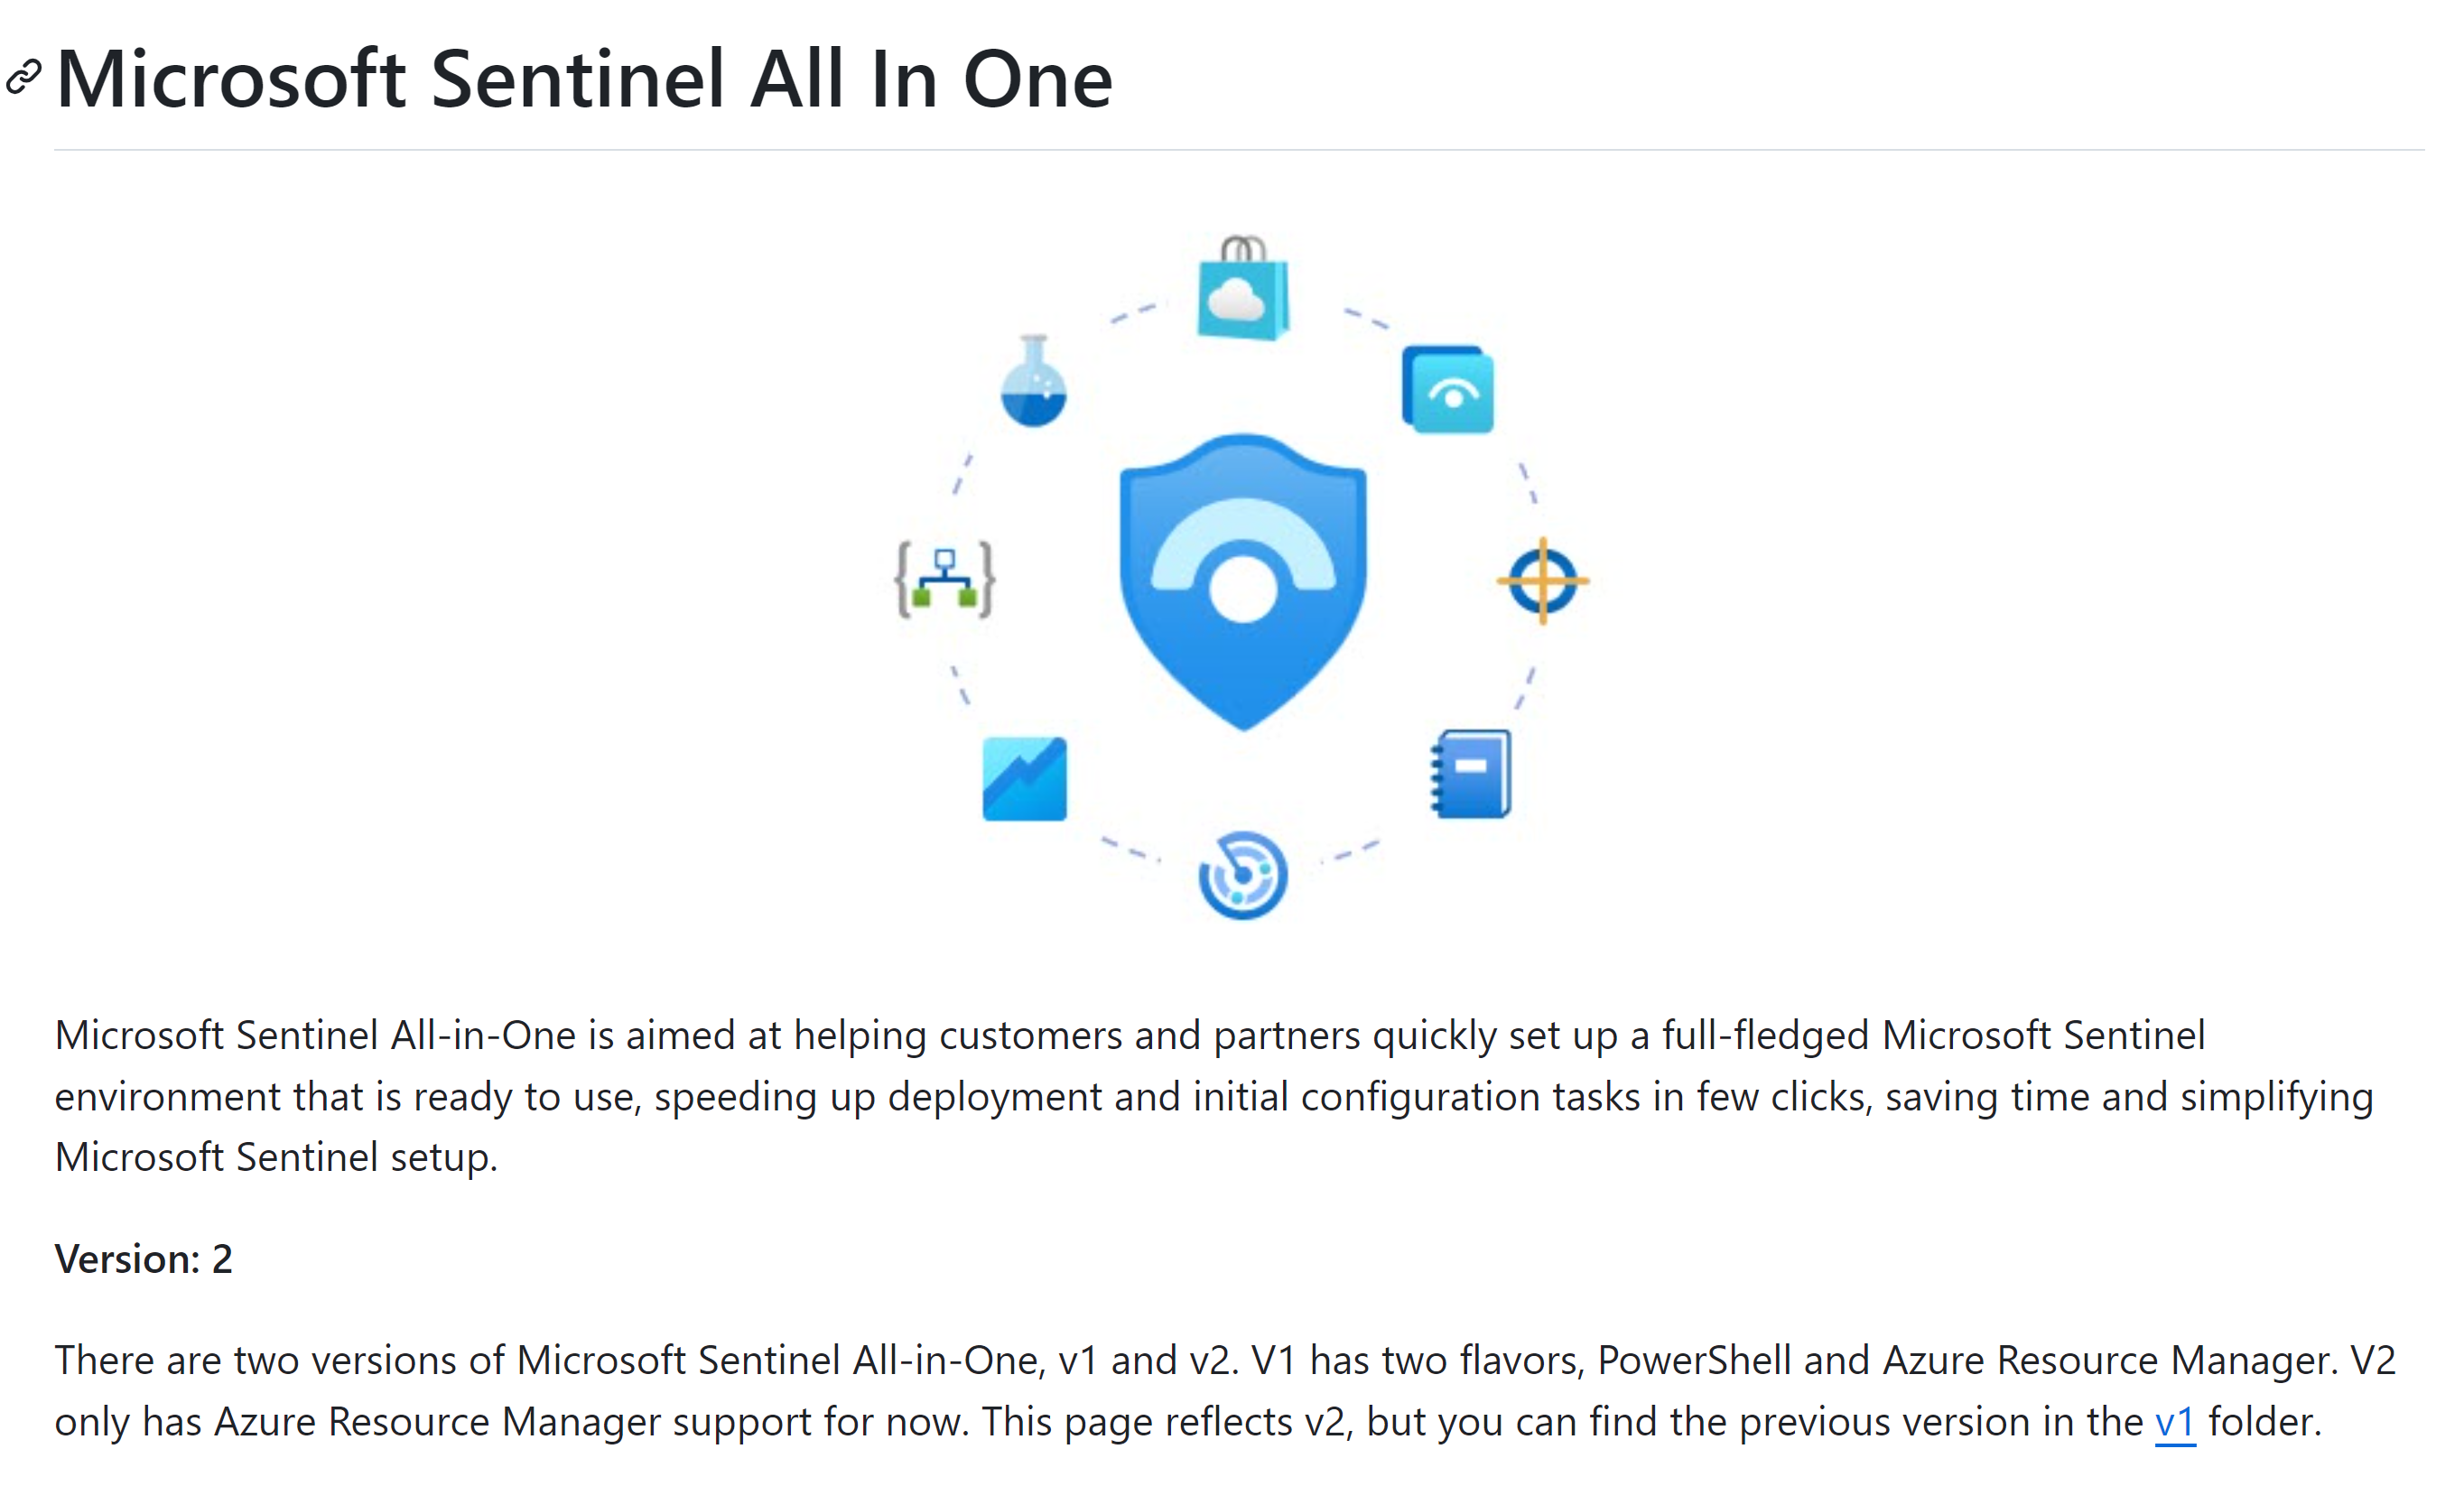 Microsoft Sentinel All In One
Microsoft Sentinel All-in-One is aimed at helping customers and partners quickly set up a full-fledged Microsoft Sentinel
environment that is ready to use, speeding up deployment and initial configuration tasks in few clicks, saving time and simplifying
Microsoft Sentinel setup.
Version: 2
There are two versions of Microsoft Sentinel All-in-One, v1 and v2. V1 has two flavors, PowerShell and Azure Resource Manager. V2
only has Azure Resource Manager support for now. This page reflects v2, but you can find the previous version in the v1 folder.